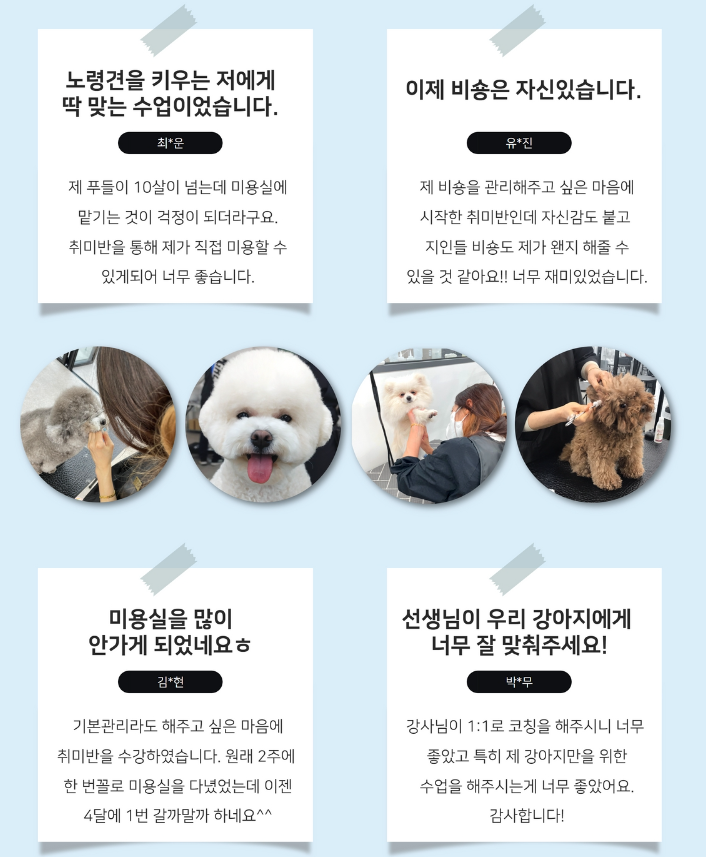 노령견을 키우는 저에게
딱 맞는 수업이었습니다.
최*운
제 푸들이 10살이 넘는데 미용실에
맡기는 것이 걱정이 되더라구요.
취미반을 통해 제가 직접 미용할 수
있게되어 너무 좋습니다.
이제 비숑은 자신있습니다.
유*진
제 비숑을 관리해주고 싶은 마음에
시작한 취미반인데 자신감도 붙고
지인들 비숑도 제가 왠지 해줄 수
있을 것 같아요!! 너무 재미있었습니다.
미용실을 많이
안가게 되었네요ㅎ
김*현
기본관리라도 해주고 싶은 마음에
취미반을 수강하였습니다. 원래 2주에
한 번꼴로 미용실을 다녔었는데 이젠
4달에 1번 갈까말까 하네요^^
선생님이 우리 강아지에게
너무 잘 맞춰주세요!
박*무
강사님이 1:1로 코칭을 해주시니 너무
좋았고 특히 제 강아지만을 위한
수업을 해주시는게 너무 좋았어요.
감사합니다!